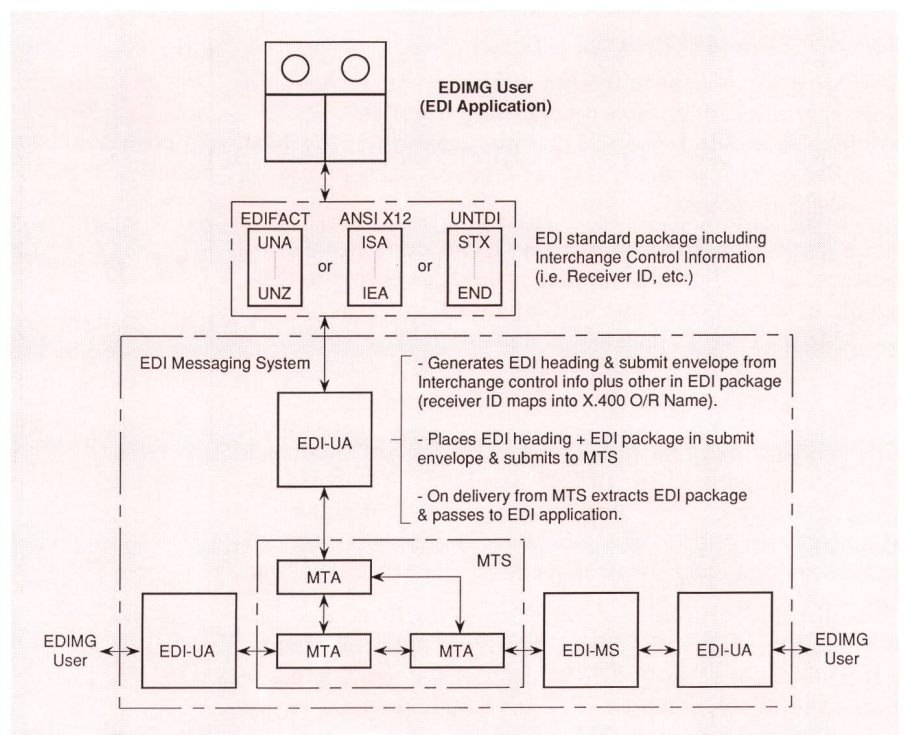 EDIMG User
(EDI Application)
EDIFACT ANSI X12 UNTDI
UNA ISA STX
or or
UNZ IEA END
EDI standard package including
Interchange Control Information
(i.e. Receiver ID, etc.)
EDI Messaging System
- Generates EDI heading & submit envelope from
Interchange control info plus other in EDI package
(receiver ID maps into X.400 O/R Name).
EDI-UA
- Places EDI heading + EDI package in submit
envelope & submits to MTS
- On delivery from MTS extracts EDI package
& passes to EDI application.
MTS
MTA
EDIMG
User
EDI-UA
MTA
MTA
EDI-MS
EDI-UA
EDIMG
User